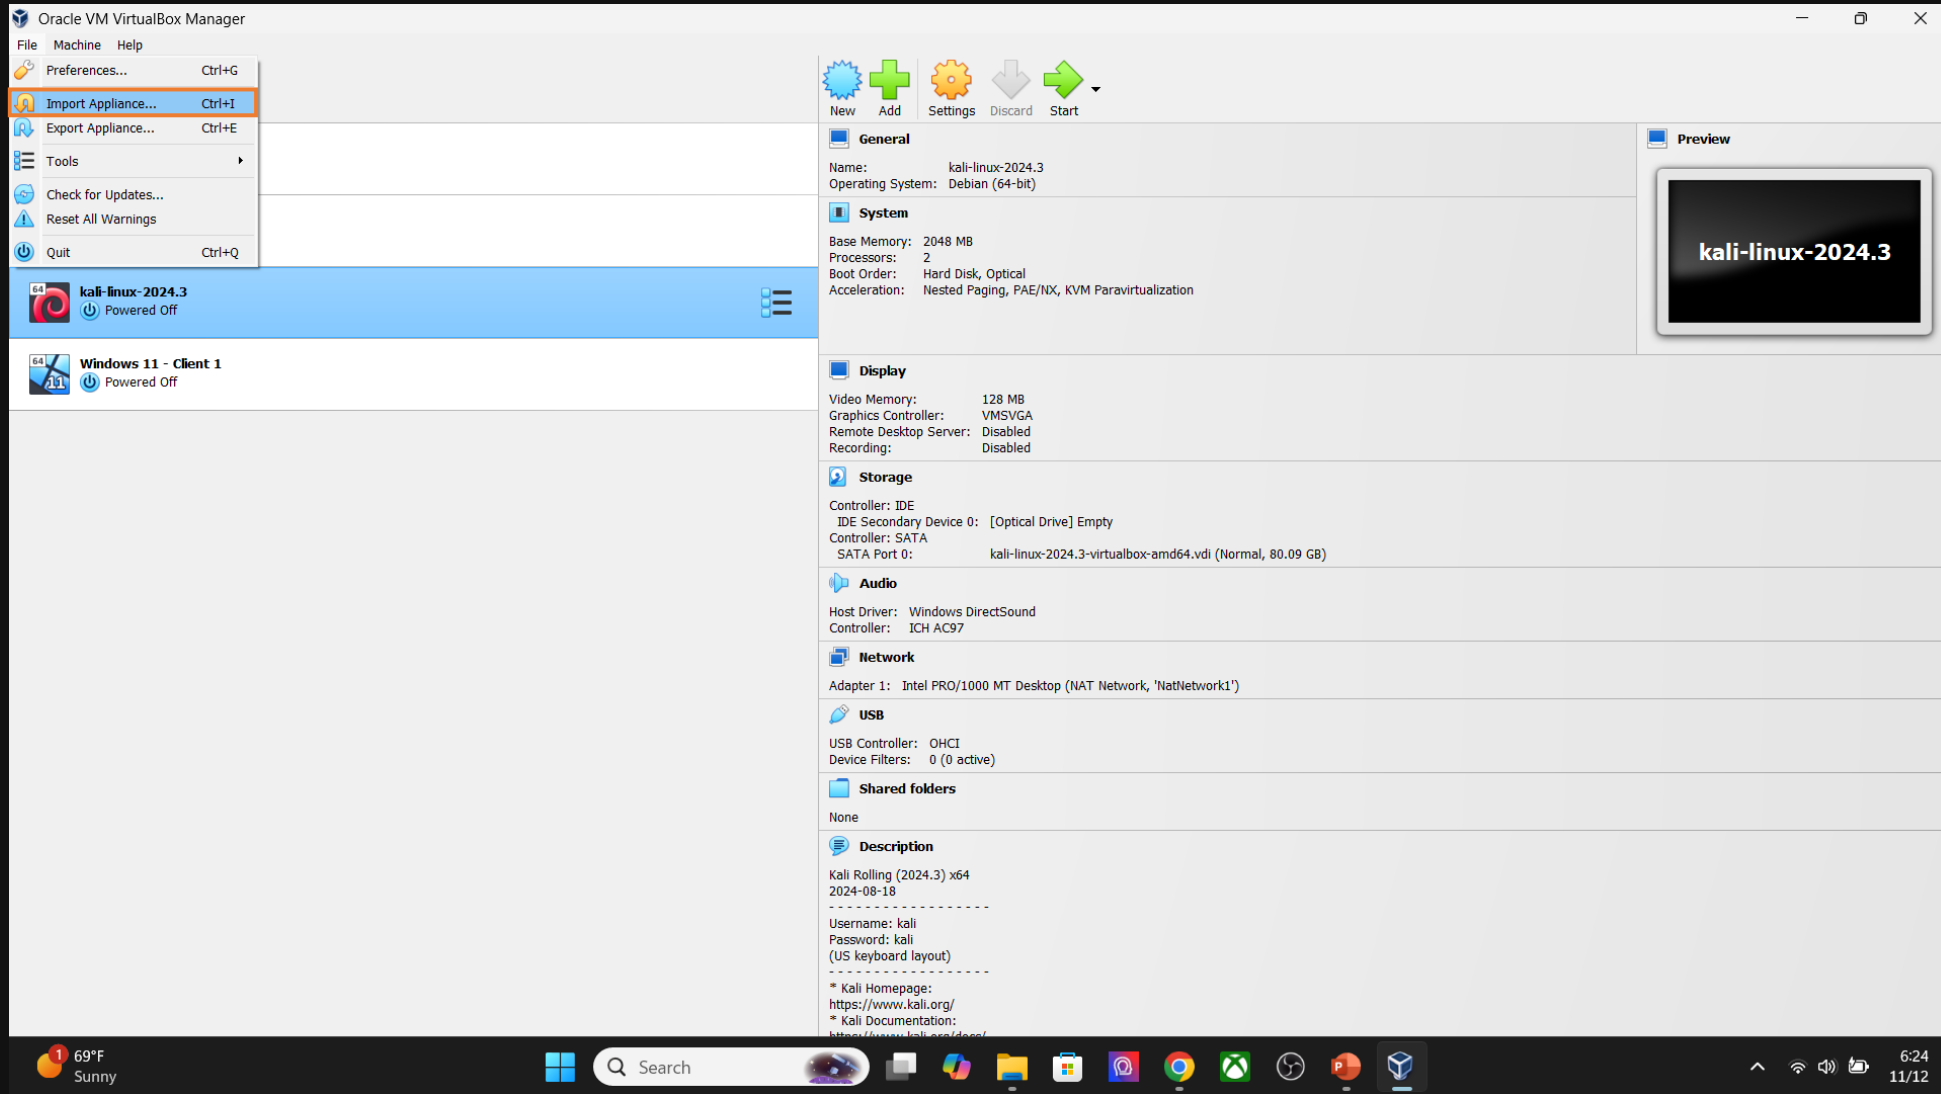 Oracle VM VirtualBox Manager
File Machine Help
Preferences... Ctrl+G
Import Appliance... Ctrl+I
Export Appliance... Ctrl+E
Tools
Check for Updates...
Reset All Warnings
Quit Ctrl+Q
64
kali-linux-2024.3
Powered Off
64
11
Windows 11 - Client 1
Powered Off
New Add Settings Discard Start
General
Name: kali-linux-2024.3
Operating System: Debian (64-bit)
System
Base Memory: 2048 MB
Processors: 2
Boot Order: Hard Disk, Optical
Acceleration: Nested Paging, PAE/NX, KVM Paravirtualization
Preview
kali-linux-2024.3
Display
Video Memory: 128 MB
Graphics Controller: VMSVGA
Remote Desktop Server: Disabled
Recording: Disabled
Storage
Controller: IDE
IDE Secondary Device 0: [Optical Drive] Empty
Controller: SATA
SATA Port 0: kali-linux-2024.3-virtualbox-amd64.vdi (Normal, 80.09 GB)
Audio
Host Driver: Windows DirectSound
Controller: ICH AC97
Network
Adapter 1: Intel PRO/1000 MT Desktop (NAT Network, 'NatNetwork1')
USB
USB Controller: OHCI
Device Filters: 0 (0 active)
Shared folders
None
Description
Kali Rolling (2024.3) x64
2024-08-18
- - - - - - - - - - - - - - - - - -
Username: kali
Password: kali
(US keyboard layout)
- - - - - - - - - - - - - - - - - -
* Kali Homepage:
https://www.kali.org/
* Kali Documentation:
https://www.kali.org/docs/
1
69°F
Sunny
Search
P
6:24
11/12